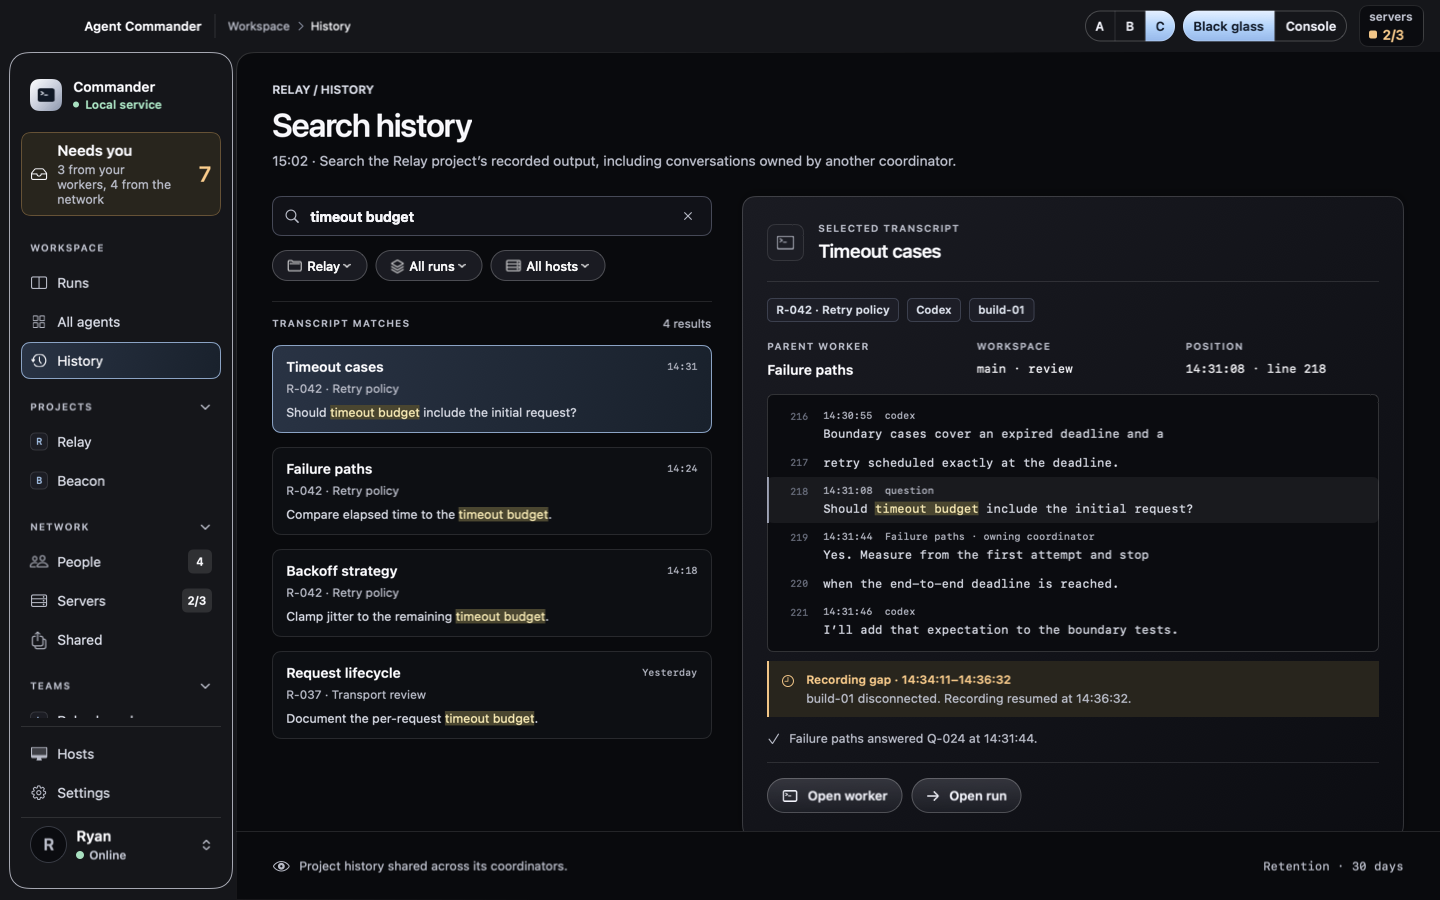 Agent Commander
Workspace > History
A B C
Black glass Console
servers
2/3
Commander
Local service
Needs you
3 from your
workers, 4 from the
network
7
WORKSPACE
Runs
All agents
History
PROJECTS
R Relay
B Beacon
NETWORK
People 4
Servers 2/3
Shared
TEAMS
Hosts
Settings
R
Ryan
Online
RELAY / HISTORY
Search history
15:02 · Search the Relay project’s recorded output, including conversations owned by another coordinator.
timeout budget
Relay All runs All hosts
TRANSCRIPT MATCHES 4 results
Timeout cases 14:31
R-042 · Retry policy
Should timeout budget include the initial request?
Failure paths 14:24
R-042 · Retry policy
Compare elapsed time to the timeout budget.
Backoff strategy 14:18
R-042 · Retry policy
Clamp jitter to the remaining timeout budget.
Request lifecycle Yesterday
R-037 · Transport review
Document the per-request timeout budget.
SELECTED TRANSCRIPT
Timeout cases
R-042 · Retry policy Codex build-01
PARENT WORKER WORKSPACE POSITION
Failure paths main · review 14:31:08 · line 218
216 14:30:55 codex
Boundary cases cover an expired deadline and a
217 retry scheduled exactly at the deadline.
218 14:31:08 question
Should timeout budget include the initial request?
219 14:31:44 Failure paths · owning coordinator
Yes. Measure from the first attempt and stop
220 when the end-to-end deadline is reached.
221 14:31:46 codex
I’ll add that expectation to the boundary tests.
Recording gap · 14:34:11–14:36:32
build-01 disconnected. Recording resumed at 14:36:32.
Failure paths answered Q-024 at 14:31:44.
Open worker Open run
Project history shared across its coordinators.
Retention · 30 days